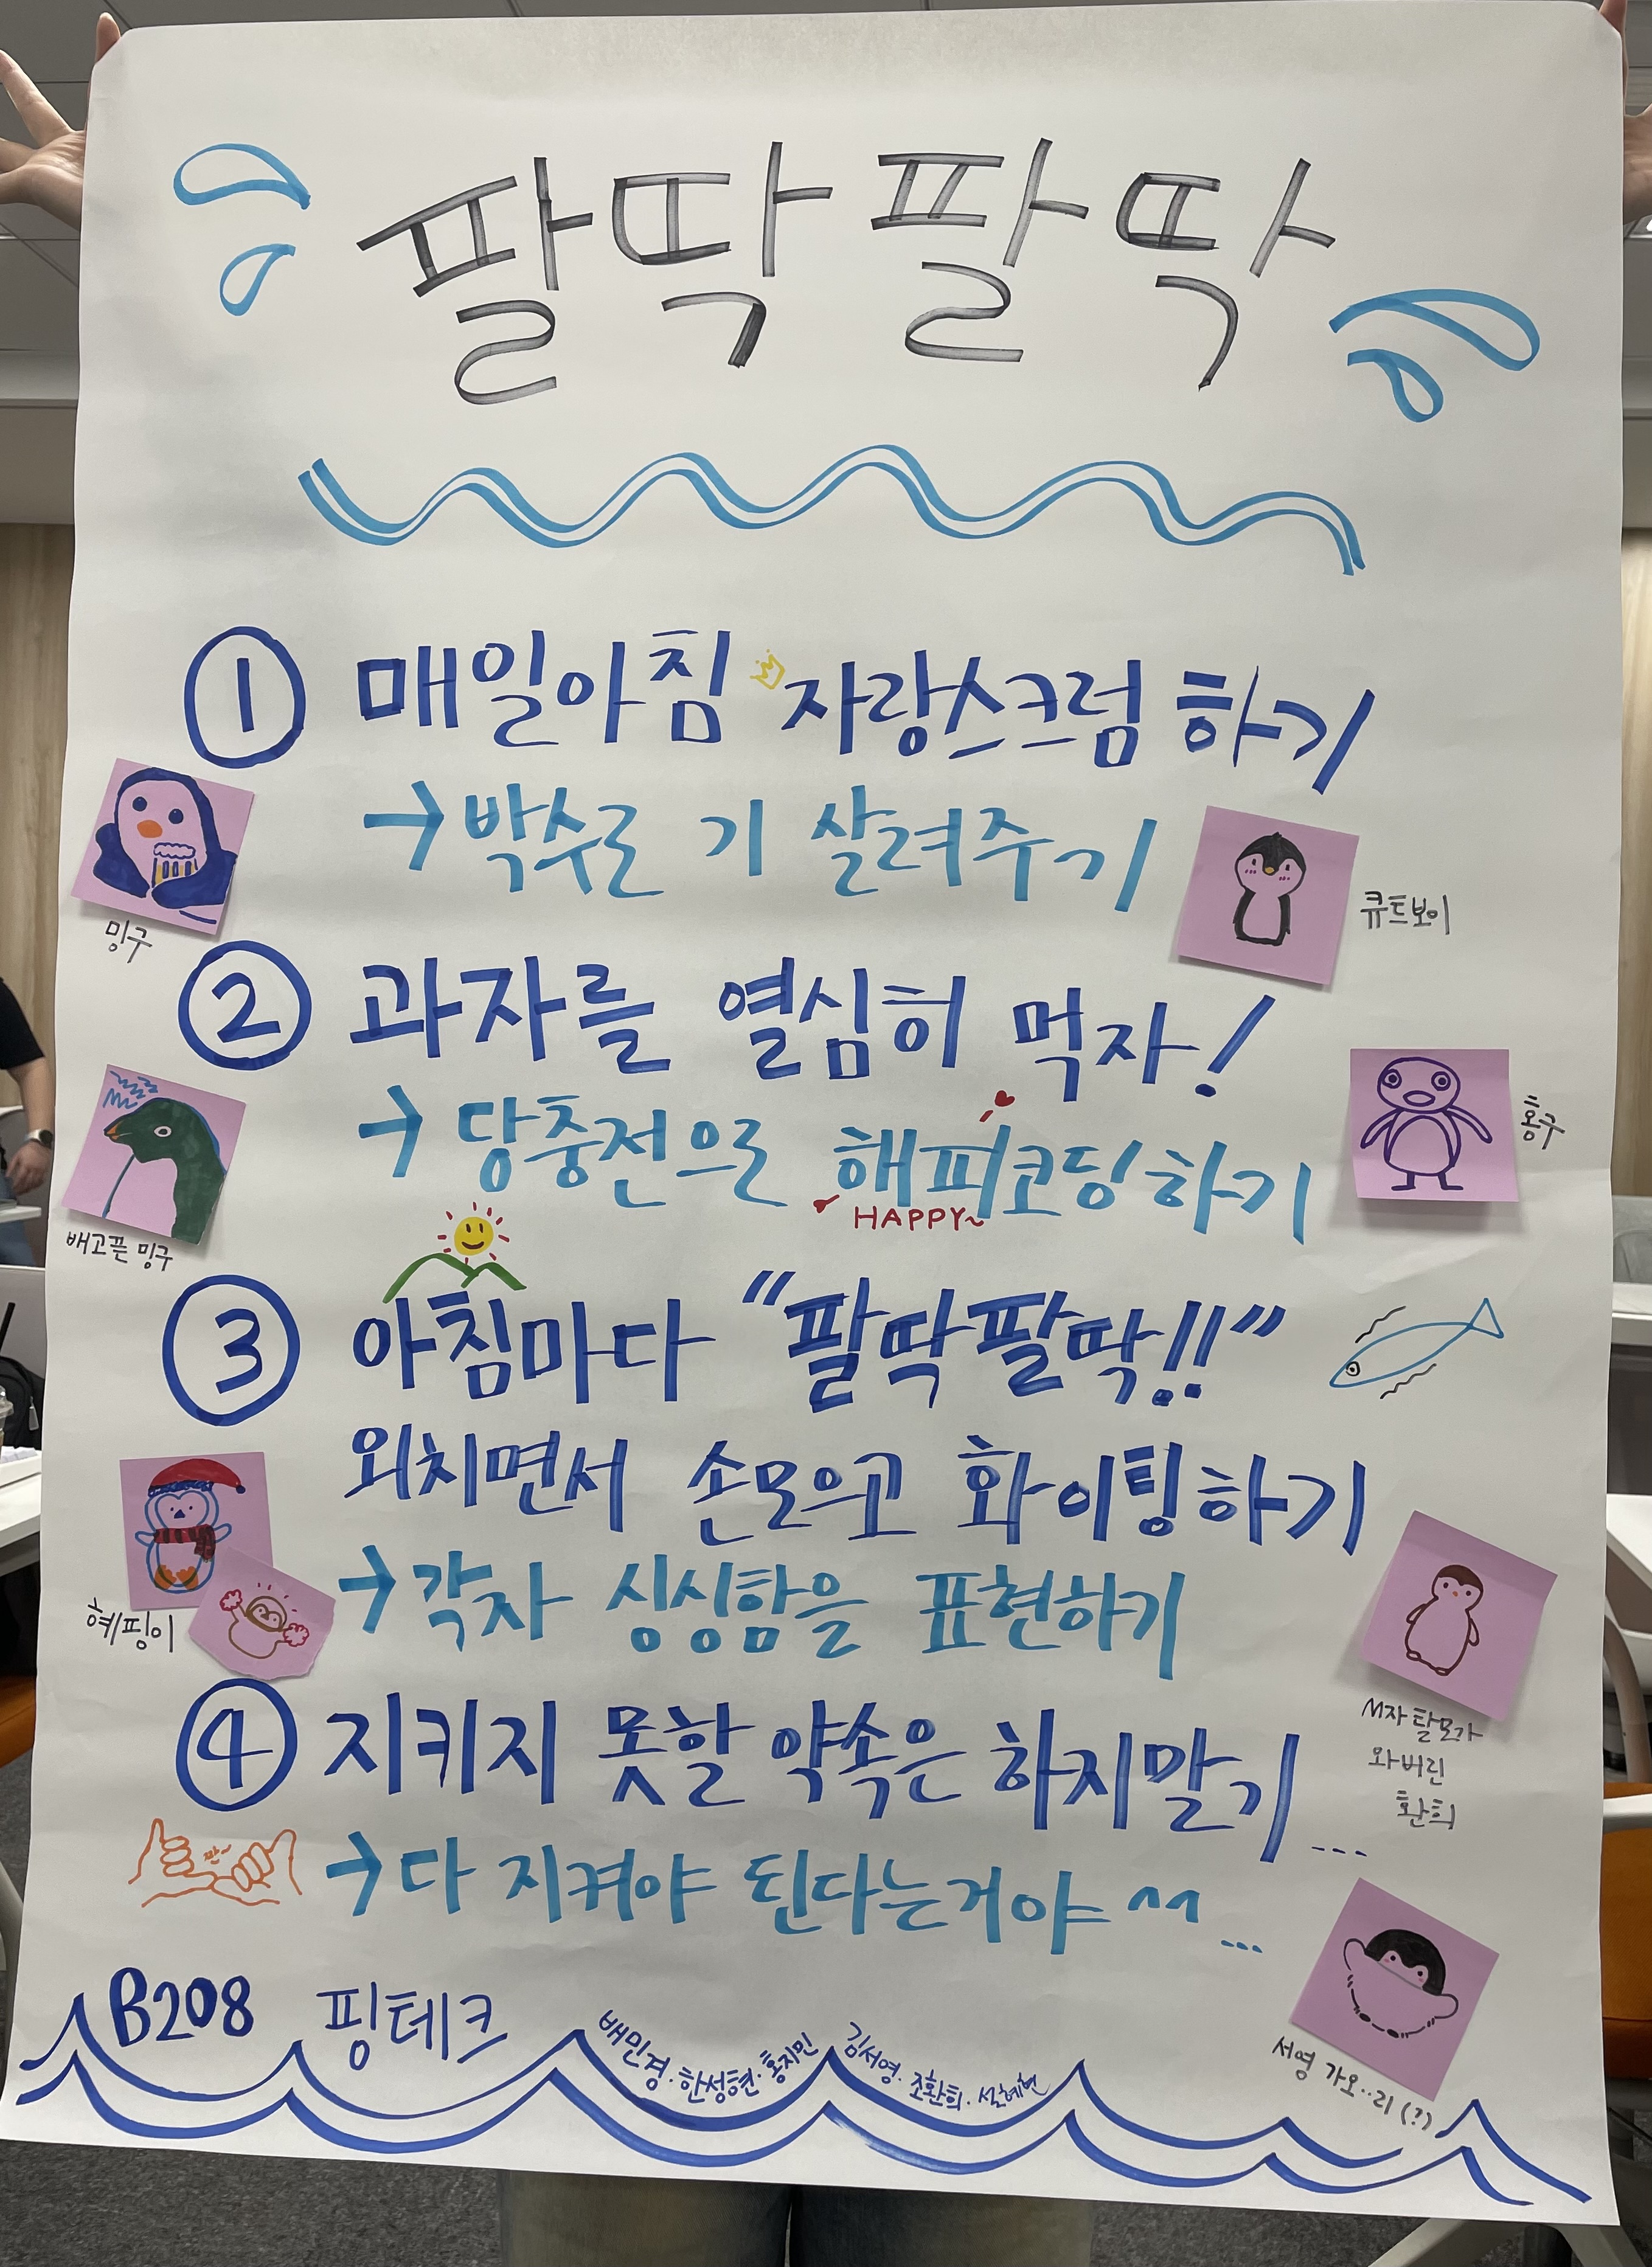 팔딱팔딱
① 매일아침 자랑스크럼 하기
→ 박수로 기 살려주기
밍구
큐트보이
② 과자를 열심히 먹자!
→ 당충전으로 해피코딩하기
HAPPY~
홍구
배고픈 밍구
③ 아침마다 "팔딱팔딱!!"
외치면서 손모으고 화이팅하기
→ 각자 싱싱함을 표현하기
혜핑이
④ 지키지 못할 약속은 하지말기...
M자 탈모가
와버린
환희
→ 다 지켜야 된다는거야 ^^...
B208 핑테크
배민경·한성현·홍지민 김서영·조환희·설혜현
서영 가오..리(?)